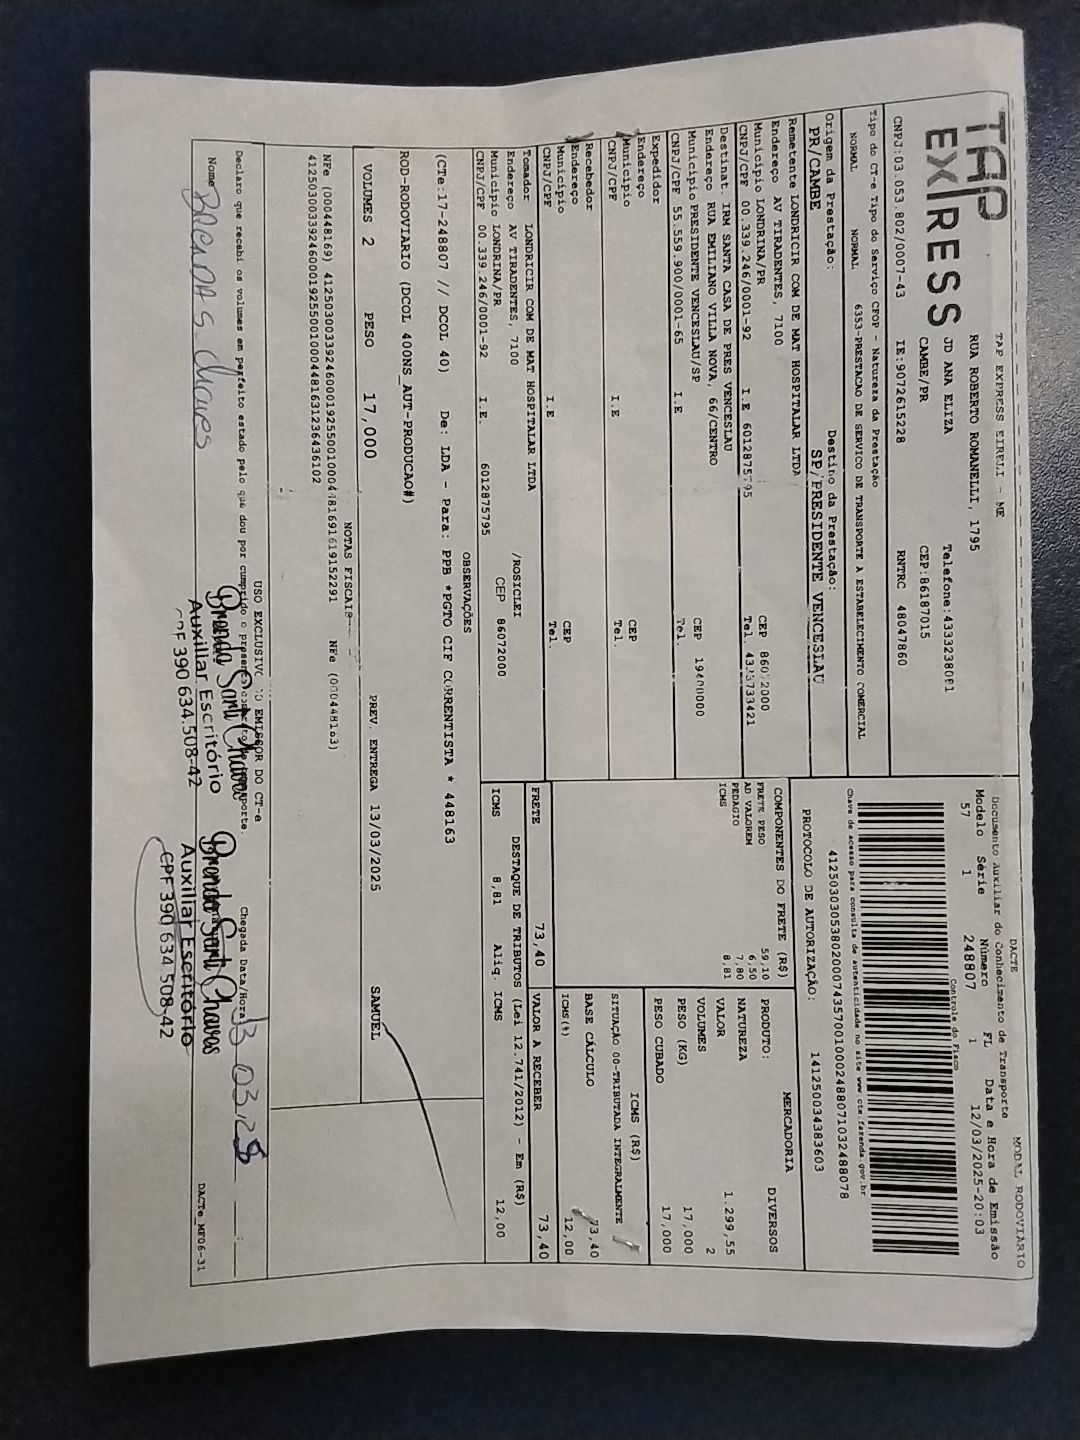 TAP EXPRESS
TAP EXPRESS EIRELI - ME
RUA ROBERTO ROMANELLI, 1795
JD ANA ELIZA Telefone:4333238081
CAMBE/PR CEP:86187015
CNPJ:03.053.802/0007-43 IE:9072615228 RNTRC 48047860
Tipo do CT-e Tipo do Serviço CFOP - Natureza da Prestação
NORMAL NORMAL 6353-PRESTACAO DE SERVICO DE TRANSPORTE A ESTABELECIMENTO COMERCIAL
Origem da Prestação: Destino da Prestação:
PR/CAMBE SP/PRESIDENTE VENCESLAU
Remetente LONDRICIR COM DE MAT HOSPITALAR LTDA
Endereço AV TIRADENTES, 7100 CEP 86072000
Município LONDRINA/PR Tel. 4323733421
CNPJ/CPF 00.339.246/0001-92 I.E 6012875795
Destinat. IRM SANTA CASA DE PRES VENCESLAU
Endereço RUA EMILIANO VILLA NOVA, 66/CENTRO
Município PRESIDENTE VENCESLAU/SP CEP 19400000
CNPJ/CPF 55.559.900/0001-65 I.E Tel.
Expedidor
Endereço
Município CEP
CNPJ/CPF I.E Tel.
Recebedor
Endereço
Município CEP
CNPJ/CPF I.E Tel.
Tomador LONDRICIR COM DE MAT HOSPITALAR LTDA
Endereço AV TIRADENTES, 7100 /ROSICLEI
Município LONDRINA/PR CEP 86072000
CNPJ/CPF 00.339.246/0001-92 I.E. 6012875795
MODAL RODOVIÁRIO
DACTE
Documento Auxiliar do Conhecimento de Transporte
Modelo Série Número FL Data e Hora de Emissão
57 1 248807 1 12/03/2025-20:03
Controle do Fisco
Chave de acesso para consulta de autenticidade no site www.cte.fazenda.gov.br
41250303053802000743570010002488071032488078
PROTOCOLO DE AUTORIZAÇÃO: 141250034383603
COMPONENTES DO FRETE (R$)
FRETE PESO 59,10
AD VALOREM 6,50
PEDAGIO 7,80
ICMS 8,81
MERCADORIA
PRODUTO: DIVERSOS
NATUREZA
VALOR 1.299,55
VOLUMES 2
PESO (KG) 17,000
PESO CUBADO 17,000
ICMS (R$)
SITUAÇÃO 00-TRIBUTADA INTEGRALMENTE
BASE CÁLCULO 73,40
ICMS (%) 12,00
FRETE 73,40 VALOR A RECEBER 73,40
DESTAQUE DE TRIBUTOS (Lei 12.741/2012) - Em (R$)
ICMS 8,81 Aliq. ICMS 12,00
OBSERVAÇÕES
(CTe:17-248807 // DCOL 40) De: LDA - Para: PPB *PGTO CIF CORRENTISTA * 448163
ROD-RODOVIARIO (DCOL 400NS_AUT-PRODUCAO#)
VOLUMES 2 PESO 17,000 PREV. ENTREGA 13/03/2025 SAMUEL
NOTAS FISCAIS
NFe (000448169) 41250300339246000192550010004481691619152291 NFe (000448163)
41250300339246000192550010004481631236436102
USO EXCLUSIVO DO EMISSOR DO CT-e
Declaro que recebi os volumes em perfeito estado pelo que dou por cumprido o presente contrato de transporte.
Nome BRENDA S. Chaves Chegada Data/Hora 13 03 25 :
Brenda Sarti Chaves
Auxiliar Escritório
CPF 390 634.508-42
Brenda Sarti Chaves
Auxiliar Escritório
CPF 390 634 508-42
DACTe_MF06-31